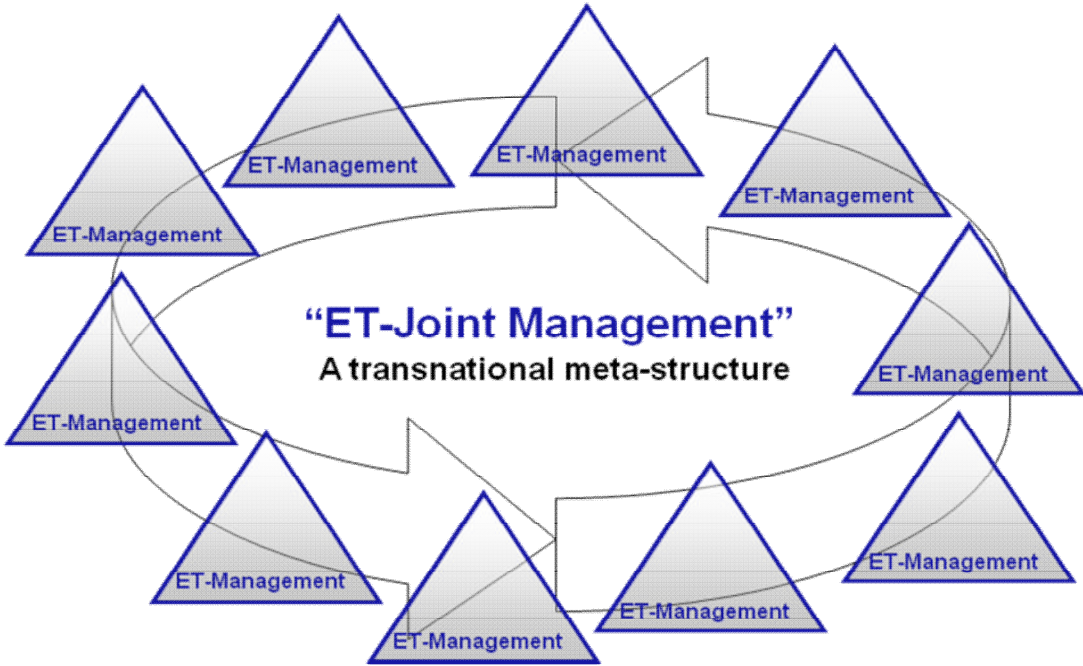 ET-Management
ET-Management
ET-Management
ET-Management
ET-Management
“ET-Joint Management”
A transnational meta-structure
ET-Management
ET-Management
ET-Management
ET-Management
ET-Management
ET-Management